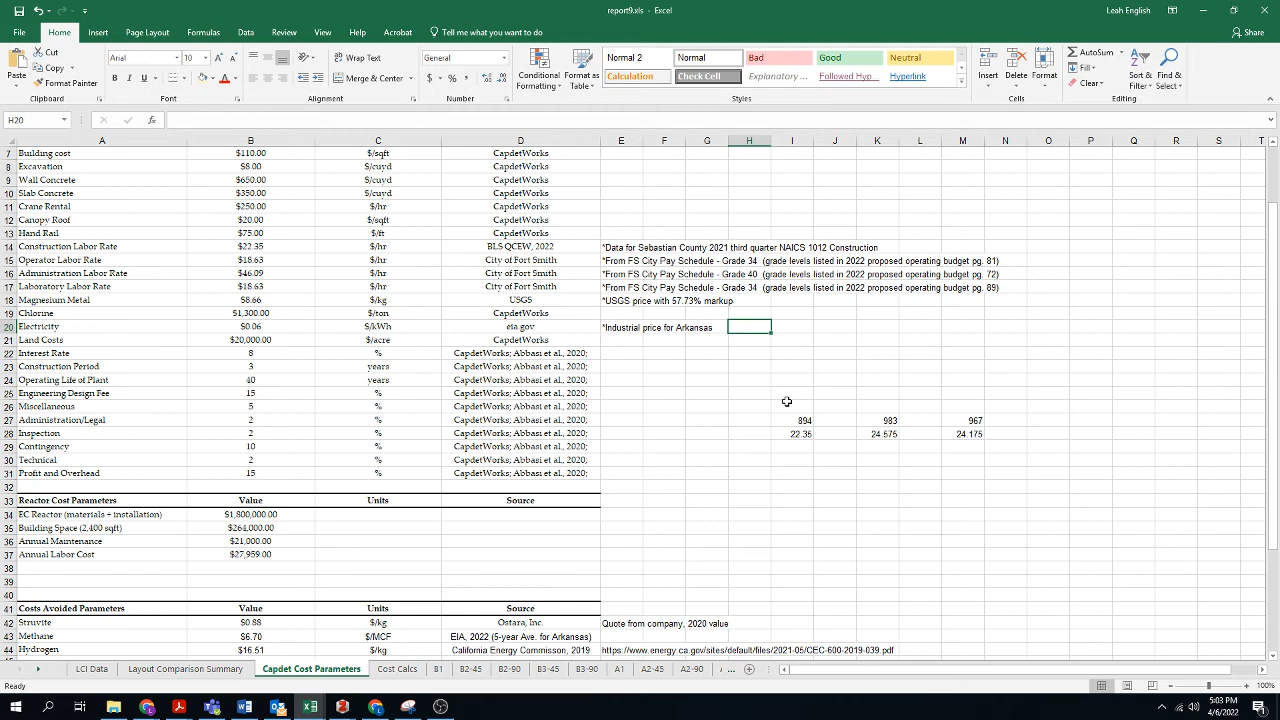 report9.xls - Excel
Leah English
File Home Insert Page Layout Formulas Data Review View Help Acrobat Tell me what you want to do Share
Cut
Copy
Format Painter
Paste
Arial 10
B I U
Wrap Text
Merge & Center
General
$ % ,
Conditional Formatting
Format as Table
Normal 2 Normal Bad Good Neutral
Calculation Check Cell Explanatory ... Followed Hyp... Hyperlink
Insert Delete Format
AutoSum
Fill
Clear
Sort & Filter
Find & Select
Clipboard Font Alignment Number Styles Cells Editing
H20 fx
A B C D E F G H I J K L M N O P Q R S T
7 Building cost $110.00 $/sqft CapdetWorks
8 Excavation $8.00 $/cuyd CapdetWorks
9 Wall Concrete $650.00 $/cuyd CapdetWorks
10 Slab Concrete $350.00 $/cuyd CapdetWorks
11 Crane Rental $250.00 $/hr CapdetWorks
12 Canopy Roof $20.00 $/sqft CapdetWorks
13 Hand Rail $75.00 $/ft CapdetWorks
14 Construction Labor Rate $22.35 $/hr BLS QCEW, 2022 *Data for Sebastian County 2021 third quarter NAICS 1012 Construction
15 Operator Labor Rate $18.63 $/hr City of Fort Smith *From FS City Pay Schedule - Grade 34 (grade levels listed in 2022 proposed operating budget pg. 81)
16 Administration Labor Rate $46.09 $/hr City of Fort Smith *From FS City Pay Schedule - Grade 40 (grade levels listed in 2022 proposed operating budget pg. 72)
17 Laboratory Labor Rate $18.63 $/hr City of Fort Smith *From FS City Pay Schedule - Grade 34 (grade levels listed in 2022 proposed operating budget pg. 89)
18 Magnesium Metal $8.66 $/kg USGS *USGS price with 57.73% markup
19 Chlorine $1,300.00 $/ton CapdetWorks
20 Electricity $0.06 $/kWh eia gov *Industrial price for Arkansas
21 Land Costs $20,000.00 $/acre CapdetWorks
22 Interest Rate 8 % CapdetWorks; Abbasi et al., 2020;
23 Construction Period 3 years CapdetWorks; Abbasi et al., 2020;
24 Operating Life of Plant 40 years CapdetWorks; Abbasi et al., 2020;
25 Engineering Design Fee 15 % CapdetWorks; Abbasi et al., 2020;
26 Miscellaneous 5 % CapdetWorks; Abbasi et al., 2020;
27 Administration/Legal 2 % CapdetWorks; Abbasi et al., 2020; 894 983 967
28 Inspection 2 % CapdetWorks; Abbasi et al., 2020; 22.35 24.575 24.175
29 Contingency 10 % CapdetWorks; Abbasi et al., 2020;
30 Technical 2 % CapdetWorks; Abbasi et al., 2020;
31 Profit and Overhead 15 % CapdetWorks; Abbasi et al., 2020;
32
33 Reactor Cost Parameters Value Units Source
34 EC Reactor (materials + installation) $1,800,000.00
35 Building Space (2,400 sqft) $264,000.00
36 Annual Maintenance $21,000.00
37 Annual Labor Cost $27,959.00
38
39
40
41 Costs Avoided Parameters Value Units Source
42 Struvite $0.88 $/kg Ostara, Inc. Quote from company, 2020 value
43 Methane $6.70 $/MCF EIA, 2022 (5-year Ave. for Arkansas)
44 Hydrogen $16.51 $/kg California Energy Commisson, 2019 https://www.energy.ca.gov/sites/default/files/2021-05/CEC-600-2019-039.pdf
LCI Data Layout Comparison Summary Capdet Cost Parameters Cost Calcs B1 B2-45 B2-90 B3-45 B3-90 A1 A2-45 A2-90 ...
Ready
100%
5:03 PM
4/6/2022